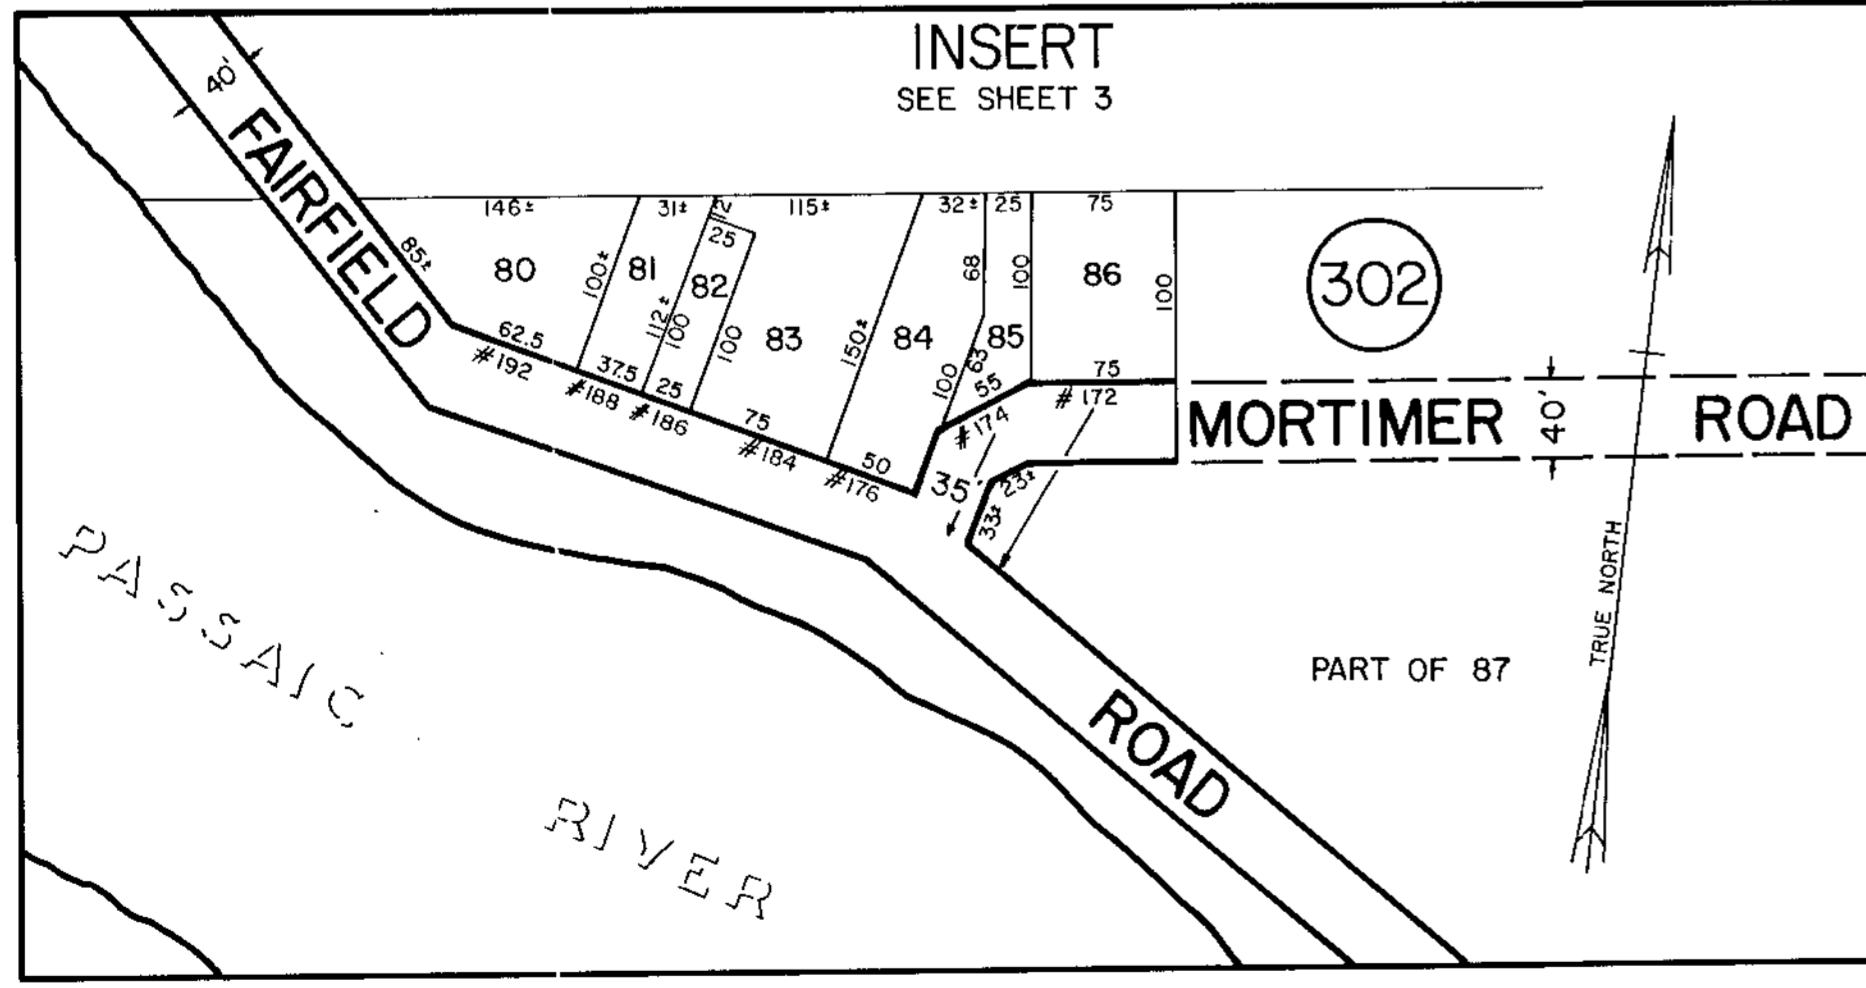 INSERT
SEE SHEET 3
40'
FAIRFIELD
146± 31± 12 115± 32± 25 75
25
85±
80 100± 81 82 68 100 86 100
302
112± 100 100 83 150± 84 85
62.5 37.5 25 75 50 100 63 55 75
#192 #188 #186 #184 #176 #174 #172
MORTIMER 40' ROAD
35'
23±
33±
TRUE NORTH
PART OF 87
PASSAIC
RIVER
ROAD